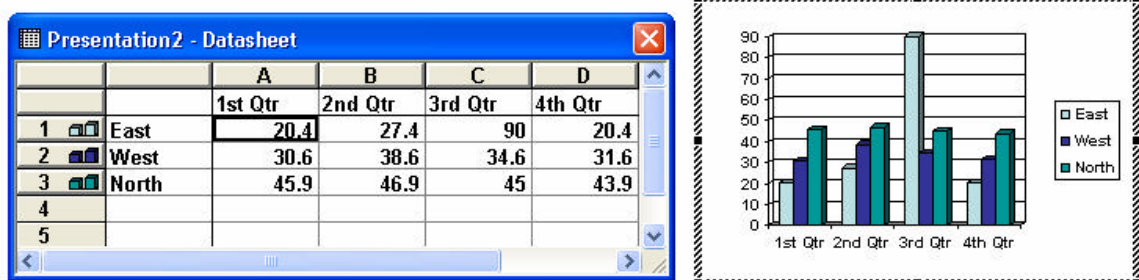 Presentation2 - Datasheet
A B C D
1st Qtr 2nd Qtr 3rd Qtr 4th Qtr
1 East 20.4 27.4 90 20.4
2 West 30.6 38.6 34.6 31.6
3 North 45.9 46.9 45 43.9
4
5
90
80
70
60
50
40
30
20
10
0
1st Qtr 2nd Qtr 3rd Qtr 4th Qtr
East
West
North